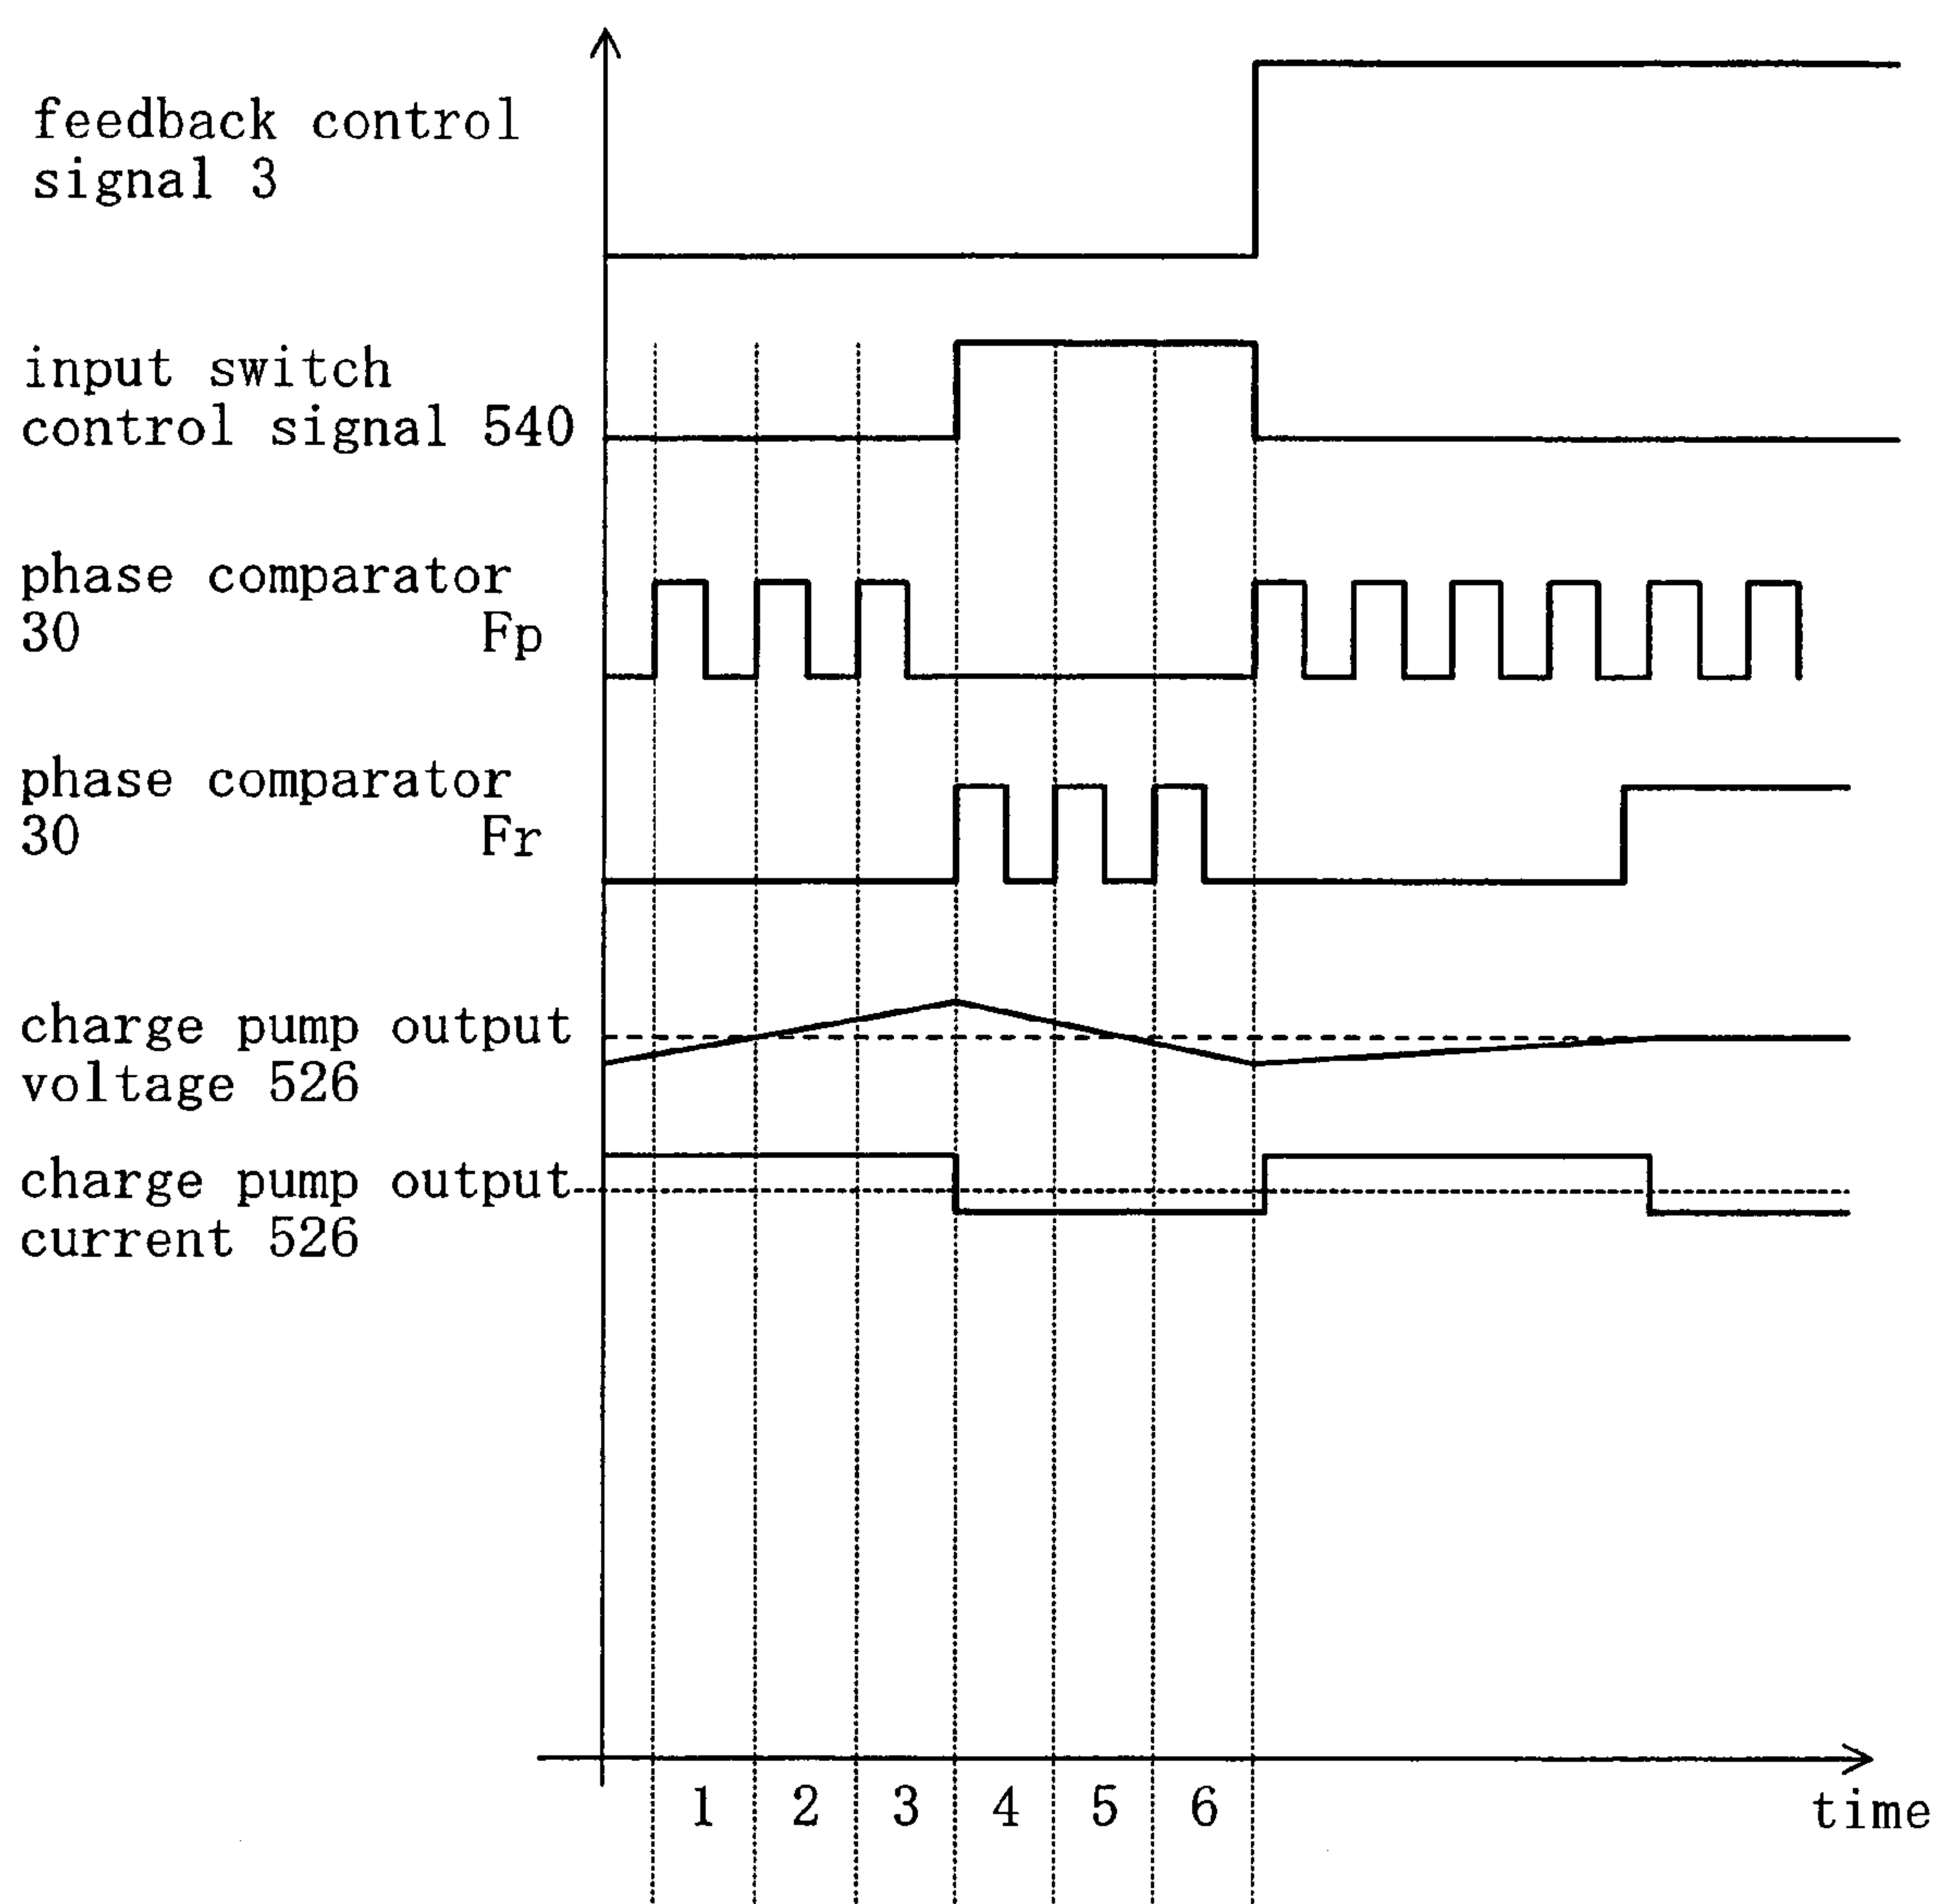 feedback control
signal 3
input switch
control signal 540
phase comparator
30 Fp
phase comparator
30 Fr
charge pump output
voltage 526
charge pump output
current 526
1 2 3 4 5 6
time